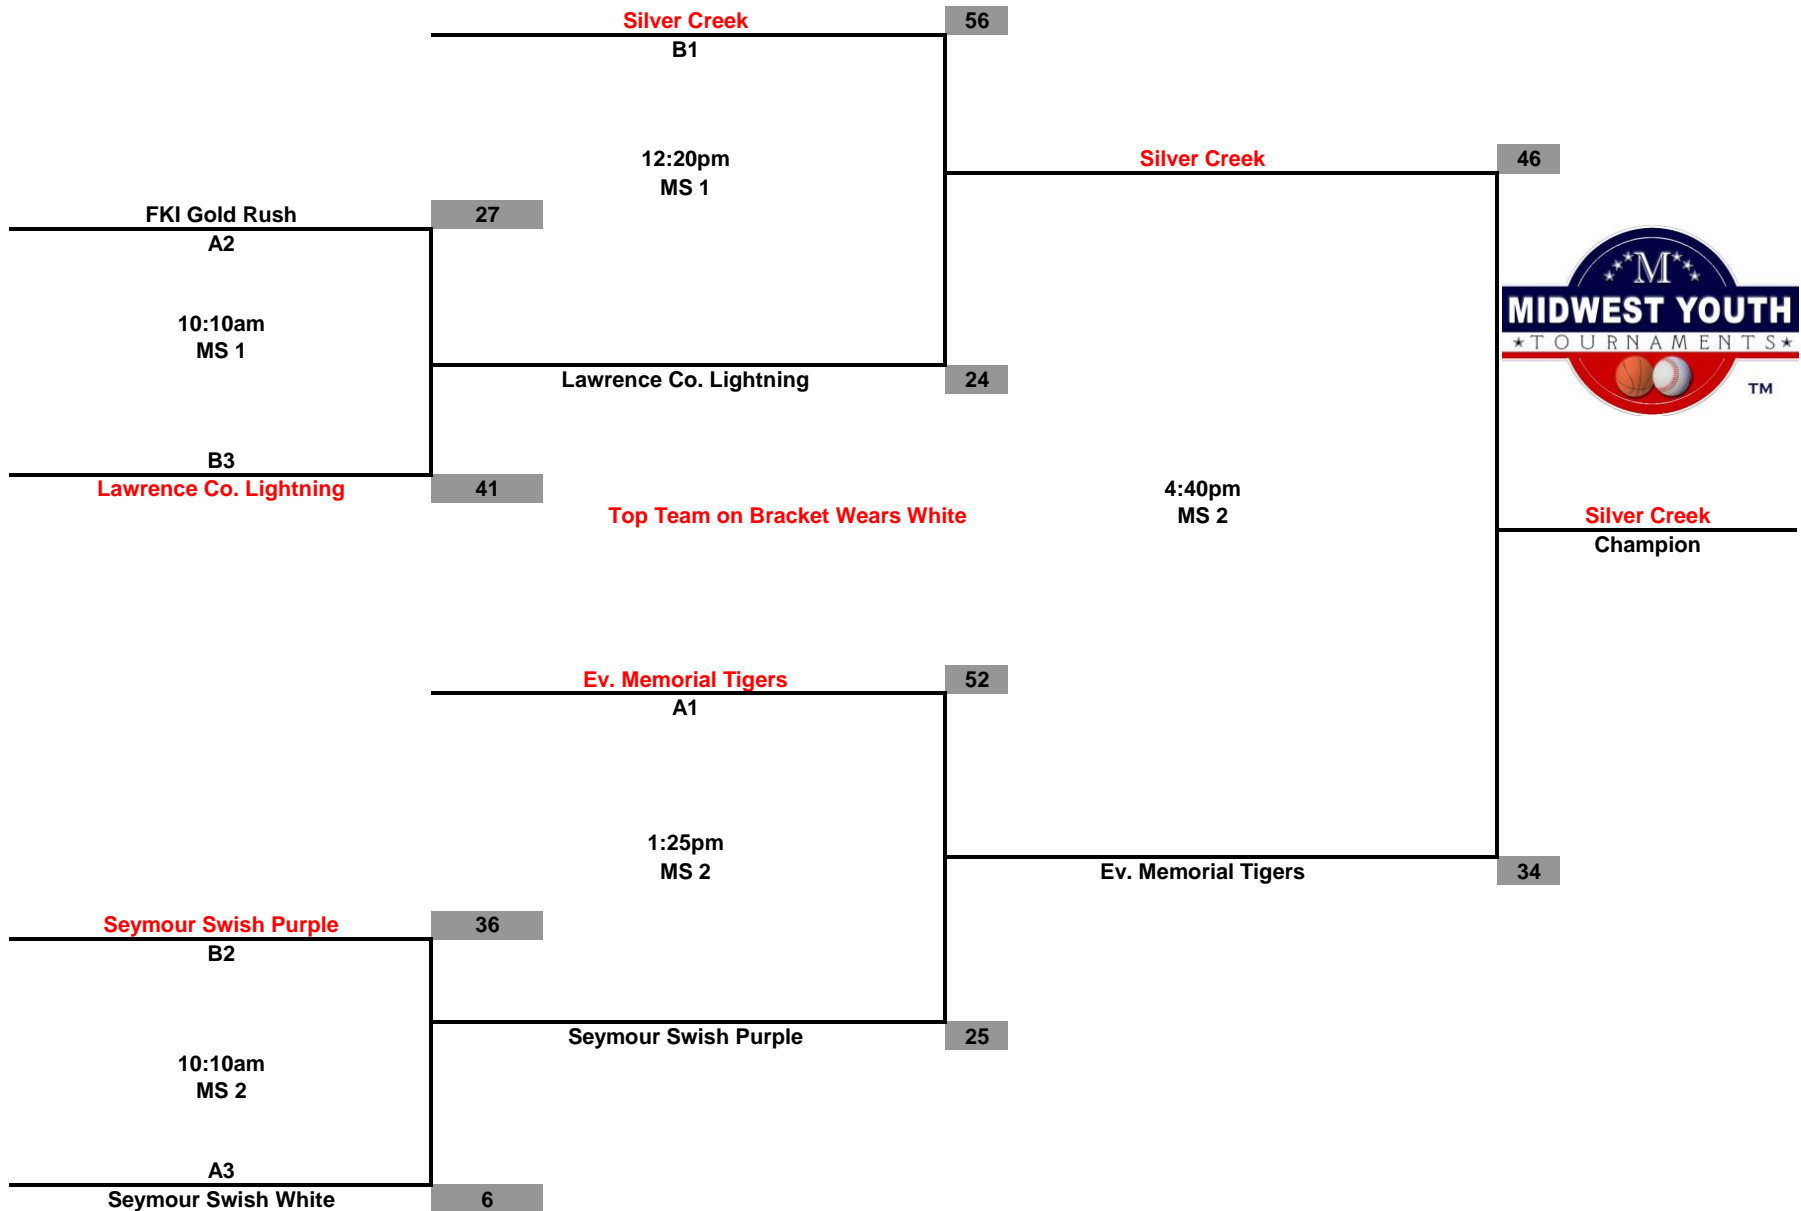 Silver Creek 56
B1
12:20pm
MS 1
Silver Creek 46
FKI Gold Rush 27
A2
M
MIDWEST YOUTH
TOURNAMENTS
TM
10:10am
MS 1
Lawrence Co. Lightning 24
B3
Lawrence Co. Lightning 41
4:40pm
MS 2
Top Team on Bracket Wears White
Silver Creek
Champion
Ev. Memorial Tigers 52
A1
1:25pm
MS 2
Ev. Memorial Tigers 34
Seymour Swish Purple 36
B2
Seymour Swish Purple 25
10:10am
MS 2
A3
Seymour Swish White 6